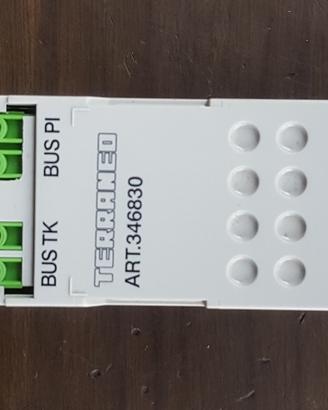 BUS PI
BUS TK
TERRANEO
ART.346830